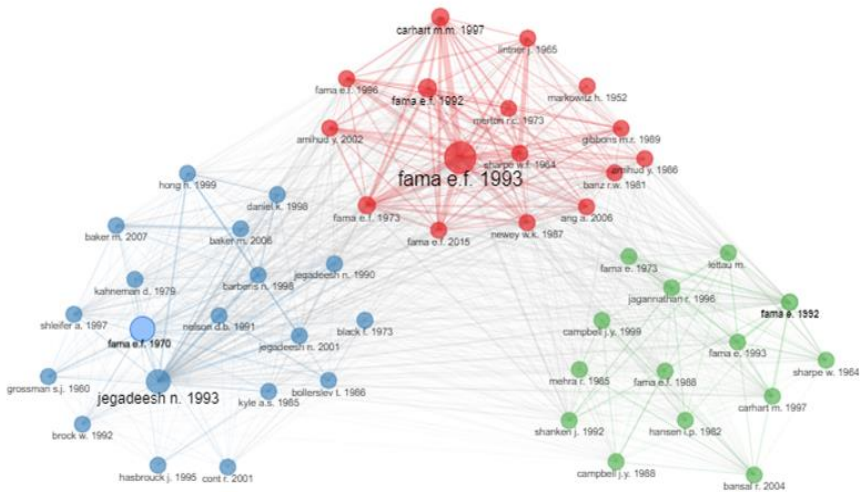 carhart m.m. 1997
lintner j. 1965
fama e.f. 1996
fama e.f. 1992
markowitz h. 1952
merton r.c. 1973
amihud y. 2002
gibbons m.r. 1989
sharpe w.f. 1964
amihud y. 1986
fama e.f. 1993
banz r.w. 1981
hong h. 1999
daniel k. 1998
fama e.f. 1973
ang a. 2006
newey w.k. 1987
fama e.f. 2015
baker m. 2007
baker m. 2006
jegadeesh n. 1990
fama e. 1973
lettau m.
kahneman d. 1979
barberis n. 1998
jagannathan r. 1996
fama e. 1992
shleifer a. 1997
nelson d.b. 1991
black f. 1973
campbell j.y. 1999
fama e.f. 1970
jegadeesh n. 2001
fama e. 1993
sharpe w. 1964
mehra r. 1985
fama e.f. 1988
grossman s.j. 1980
jegadeesh n. 1993
bollerslev t. 1986
kyle a.s. 1985
carhart m. 1997
brock w. 1992
shanken j. 1992
hansen l.p. 1982
hasbrouck j. 1995
cont r. 2001
campbell j.y. 1988
bansal r. 2004